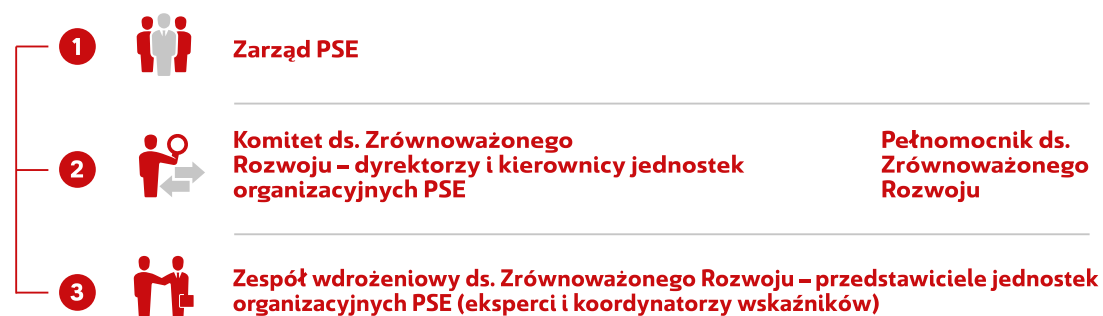 1
Zarząd PSE
2
Komitet ds. Zrównoważonego
Rozwoju – dyrektorzy i kierownicy jednostek
organizacyjnych PSE
Pełnomocnik ds.
Zrównoważonego
Rozwoju
3
Zespół wdrożeniowy ds. Zrównoważonego Rozwoju – przedstawiciele jednostek
organizacyjnych PSE (eksperci i koordynatorzy wskaźników)